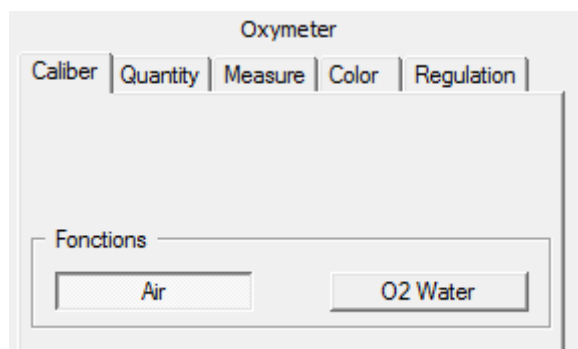 Oxymeter
Caliber Quantity Measure Color Regulation
Fonctions
Air O2 Water